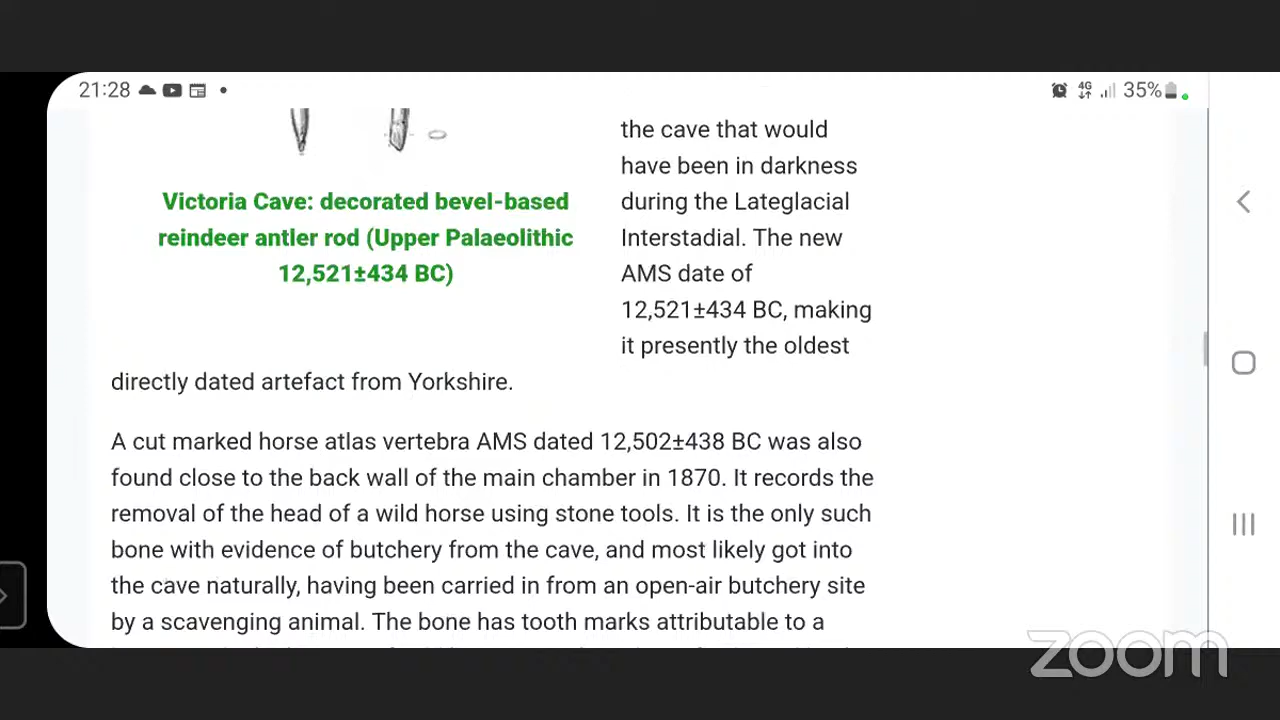 21:28
4G
35%
Victoria Cave: decorated bevel-based
reindeer antler rod (Upper Palaeolithic
12,521±434 BC)
the cave that would
have been in darkness
during the Lateglacial
Interstadial. The new
AMS date of
12,521±434 BC, making
it presently the oldest
directly dated artefact from Yorkshire.
A cut marked horse atlas vertebra AMS dated 12,502±438 BC was also
found close to the back wall of the main chamber in 1870. It records the
removal of the head of a wild horse using stone tools. It is the only such
bone with evidence of butchery from the cave, and most likely got into
the cave naturally, having been carried in from an open-air butchery site
by a scavenging animal. The bone has tooth marks attributable to a
zoom